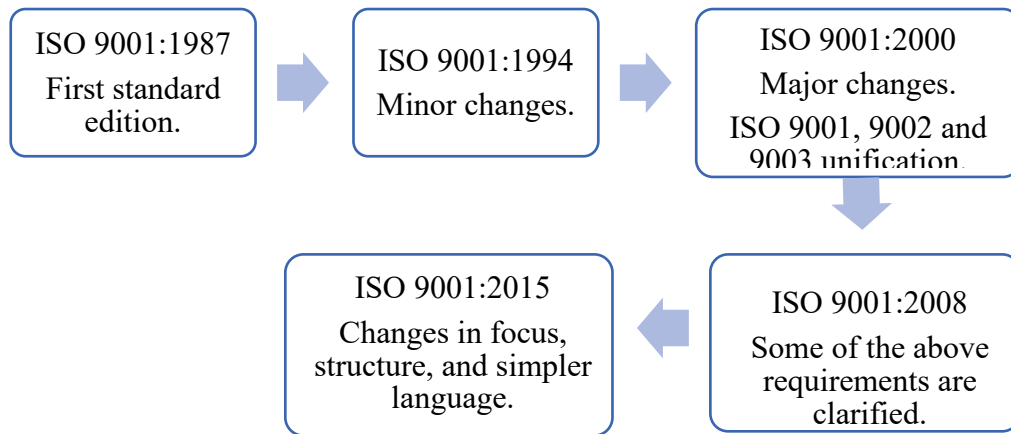 ISO 9001:1987
First standard
edition.
ISO 9001:1994
Minor changes.
ISO 9001:2000
Major changes.
ISO 9001, 9002 and
9003 unification.
ISO 9001:2008
Some of the above
requirements are
clarified.
ISO 9001:2015
Changes in focus,
structure, and simpler
language.